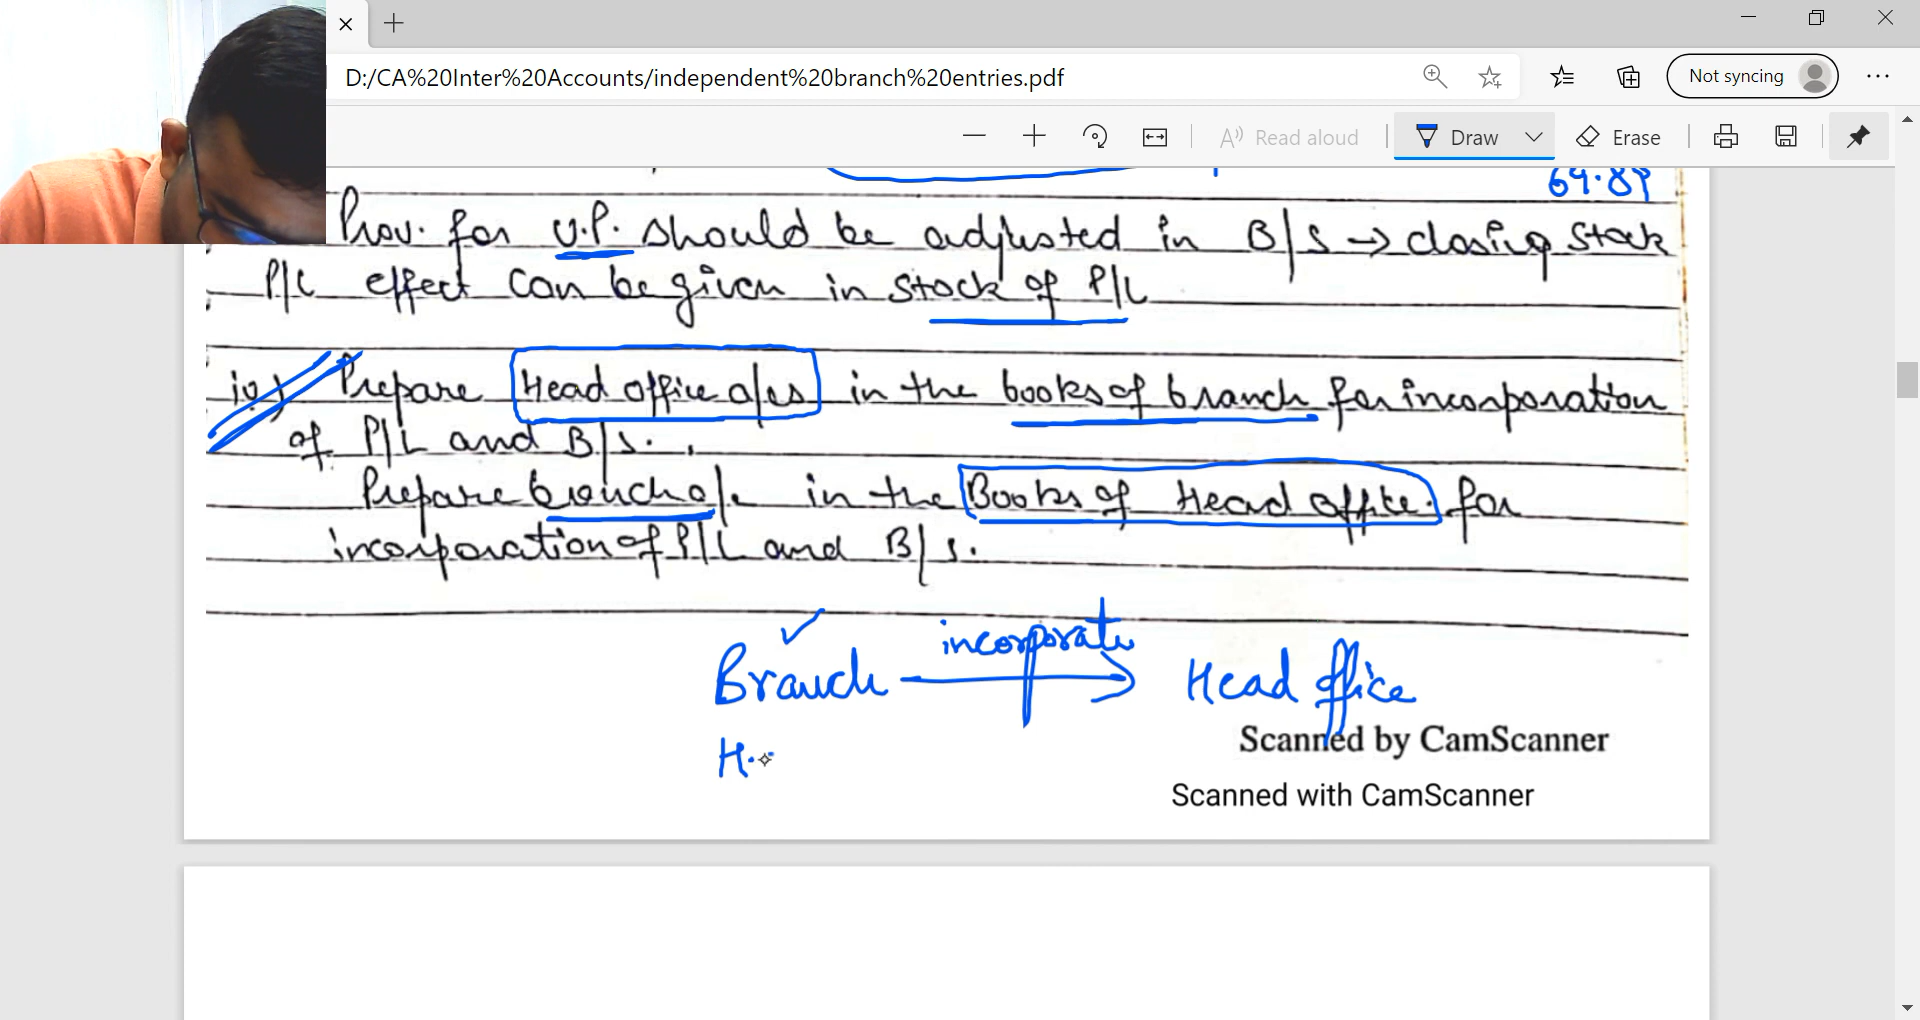 D:/CA%20Inter%20Accounts/independent%20branch%20entries.pdf
Not syncing
Read aloud
Draw
Erase
64.89
Prov. for U.P. should be adjusted in B/S → closing stock
P/L effect can be given in stock of P/L
iv) Prepare Head office a/cs in the books of branch for incorporation
of P/L and B/S.
Prepare branch a/c in the Books of Head office for
incorporation of P/L and B/S.
incorporate
Branch Head office
H.
Scanned by CamScanner
Scanned with CamScanner